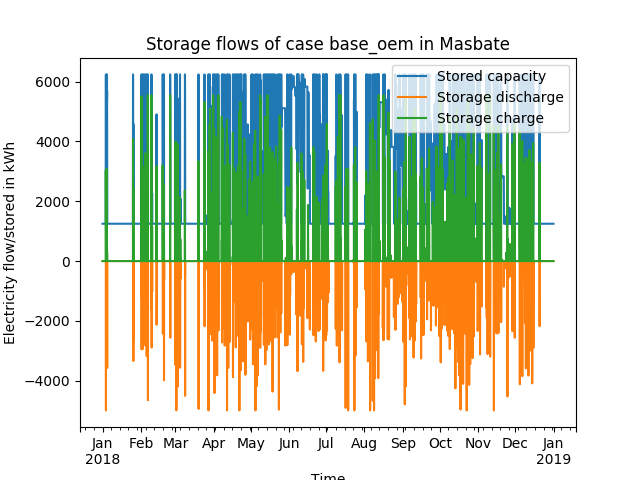 Storage flows of case base_oem in Masbate
Stored capacity
Storage discharge
Storage charge
Electricity flow/stored in kWh
6000
4000
2000
0
−2000
−4000
Jan Feb Mar Apr May Jun Jul Aug Sep Oct Nov Dec Jan
2018 2019
Time